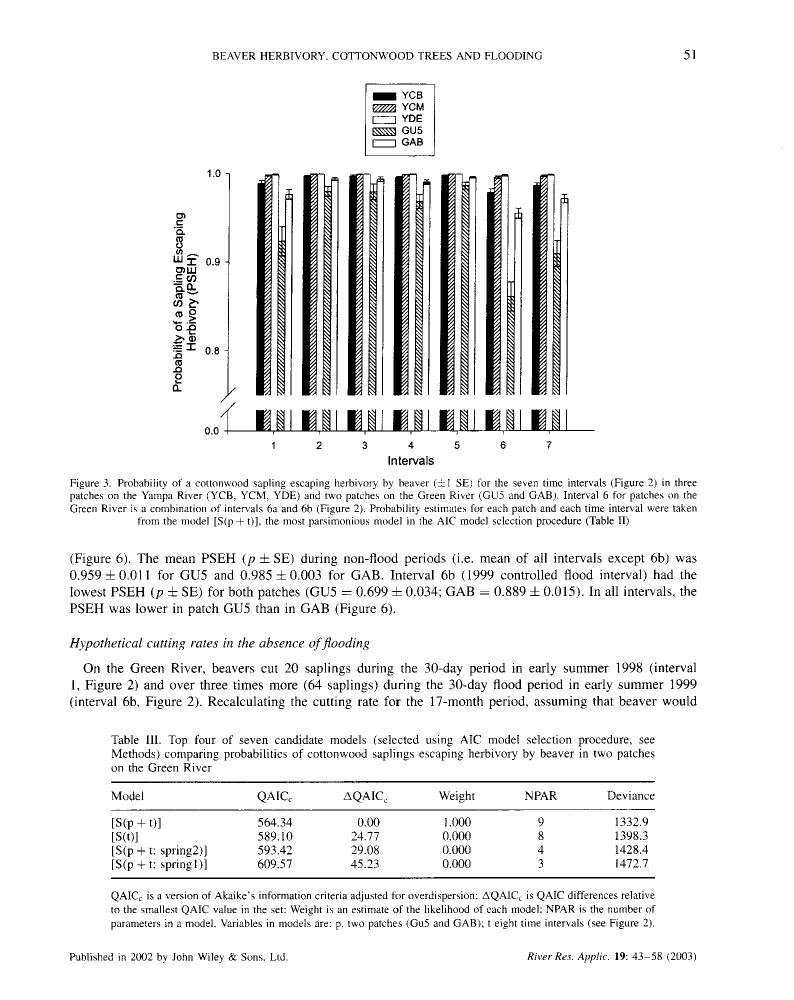 BEAVER HERBIVORY, COTTONWOOD TREES AND FLOODING 51
YCB
YCM
YDE
GU5
GAB
Probability of a Sapling Escaping
Herbivory (PSEH)
1.0
0.9
0.8
0.0
1 2 3 4 5 6 7
Intervals
Figure 3. Probability of a cottonwood sapling escaping herbivory by beaver (±1 SE) for the seven time intervals (Figure 2) in three
patches on the Yampa River (YCB, YCM, YDE) and two patches on the Green River (GU5 and GAB). Interval 6 for patches on the
Green River is a combination of intervals 6a and 6b (Figure 2). Probability estimates for each patch and each time interval were taken
from the model [S(p + t)], the most parsimonious model in the AIC model selection procedure (Table II)
(Figure 6). The mean PSEH (p ± SE) during non-flood periods (i.e. mean of all intervals except 6b) was
0.959 ± 0.011 for GU5 and 0.985 ± 0.003 for GAB. Interval 6b (1999 controlled flood interval) had the
lowest PSEH (p ± SE) for both patches (GU5 = 0.699 ± 0.034; GAB = 0.889 ± 0.015). In all intervals, the
PSEH was lower in patch GU5 than in GAB (Figure 6).
Hypothetical cutting rates in the absence of flooding
On the Green River, beavers cut 20 saplings during the 30-day period in early summer 1998 (interval
1, Figure 2) and over three times more (64 saplings) during the 30-day flood period in early summer 1999
(interval 6b, Figure 2). Recalculating the cutting rate for the 17-month period, assuming that beaver would
Table III. Top four of seven candidate models (selected using AIC model selection procedure, see
Methods) comparing probabilities of cottonwood saplings escaping herbivory by beaver in two patches
on the Green River
Model QAICc ΔQAICc Weight NPAR Deviance
[S(p + t)] 564.34 0.00 1.000 9 1332.9
[S(t)] 589.10 24.77 0.000 8 1398.3
[S(p + t: spring2)] 593.42 29.08 0.000 4 1428.4
[S(p + t: spring1)] 609.57 45.23 0.000 3 1472.7
QAICc is a version of Akaike's information criteria adjusted for overdispersion; ΔQAICc is QAIC differences relative
to the smallest QAIC value in the set; Weight is an estimate of the likelihood of each model; NPAR is the number of
parameters in a model. Variables in models are: p, two patches (Gu5 and GAB); t eight time intervals (see Figure 2).
Published in 2002 by John Wiley & Sons, Ltd. River Res. Applic. 19: 43–58 (2003)